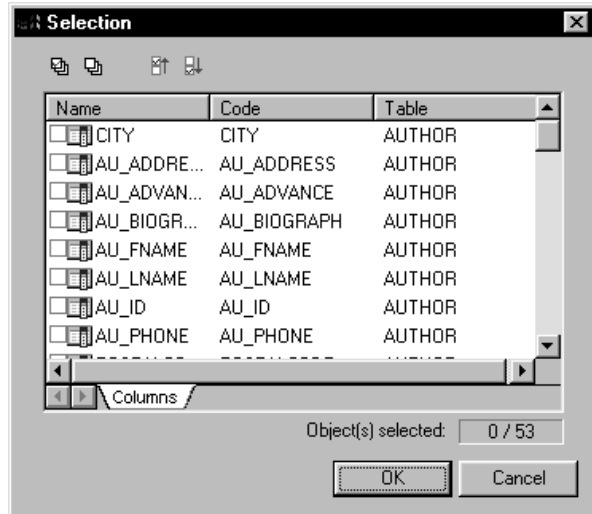 Selection
Name Code Table
CITY CITY AUTHOR
AU_ADDRE... AU_ADDRESS AUTHOR
AU_ADVAN... AU_ADVANCE AUTHOR
AU_BIOGR... AU_BIOGRAPH AUTHOR
AU_FNAME AU_FNAME AUTHOR
AU_LNAME AU_LNAME AUTHOR
AU_ID AU_ID AUTHOR
AU_PHONE AU_PHONE AUTHOR
Columns
Object(s) selected: 0 / 53
OK Cancel